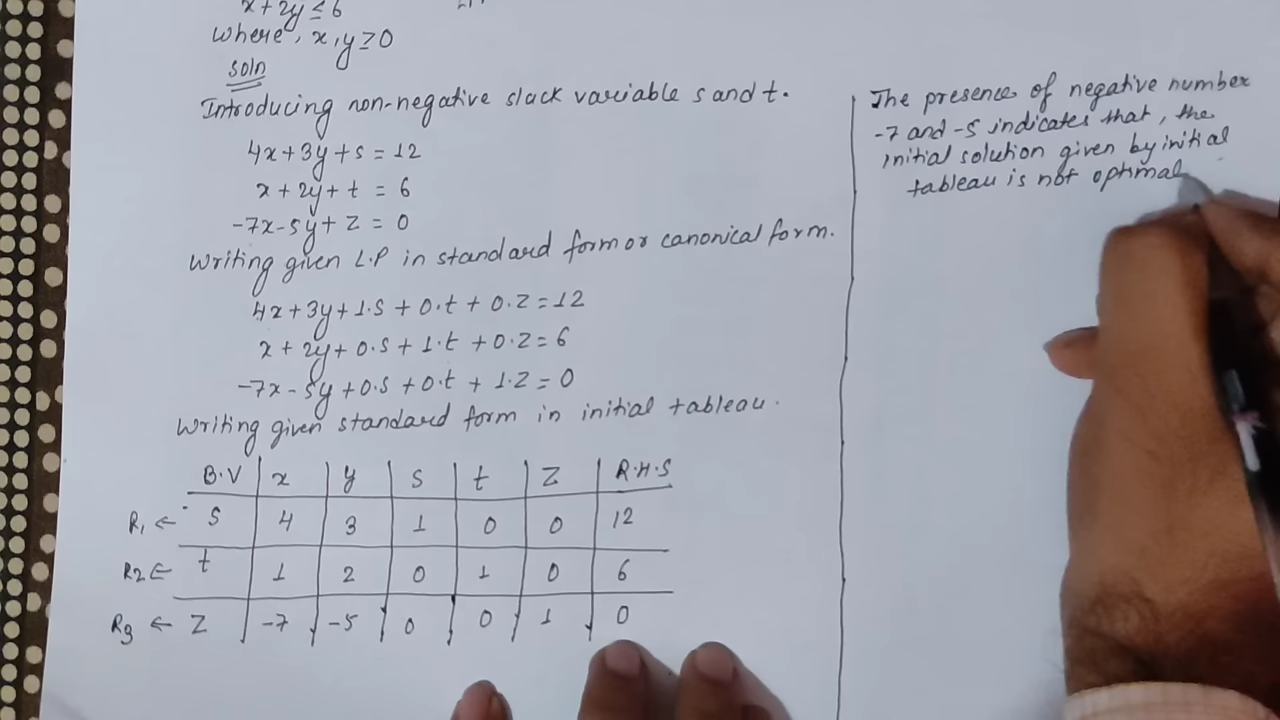 x + 2y ≤ 6
where, x, y ≥ 0
Soln
Introducing non-negative slack variable s and t.
4x + 3y + s = 12
x + 2y + t = 6
-7x - 5y + Z = 0
Writing given L.P in standard form or canonical form.
4x + 3y + 1.s + 0.t + 0.Z = 12
x + 2y + 0.s + 1.t + 0.Z = 6
-7x - 5y + 0.s + 0.t + 1.Z = 0
Writing given standard form in initial tableau.
B.V x y S t Z R.H.S
R1 ← S 4 3 1 0 0 12
R2 ← t 1 2 0 1 0 6
R3 ← Z -7 -5 0 0 1 0
The presence of negative number
-7 and -5 indicates that, the
initial solution given by initial
tableau is not optimal